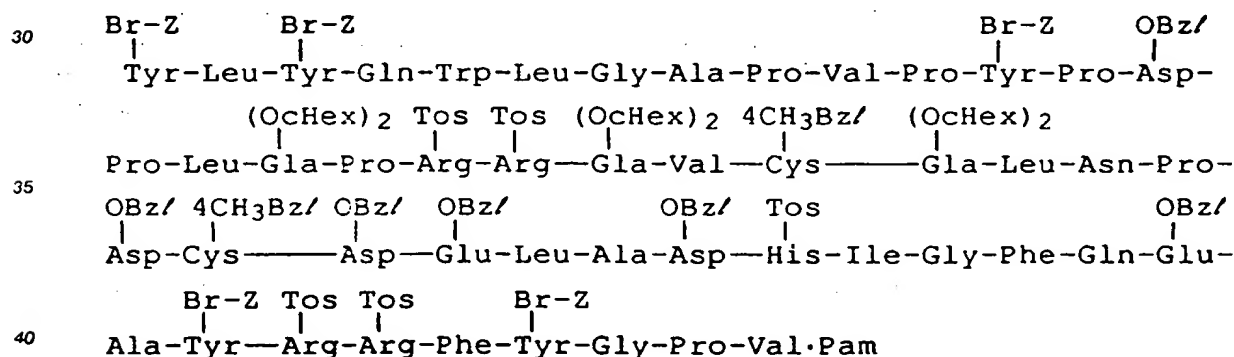 30 Br-Z Br-Z Br-Z OBzl
Tyr-Leu-Tyr-Gln-Trp-Leu-Gly-Ala-Pro-Val-Pro-Tyr-Pro-Asp-
(OcHex)2 Tos Tos (OcHex)2 4CH3Bzl (OcHex)2
Pro-Leu-Gla-Pro-Arg-Arg-Gla-Val-Cys-Gla-Leu-Asn-Pro-
35
OBzl 4CH3Bzl OBzl OBzl OBzl Tos OBzl
Asp-Cys-Asp-Glu-Leu-Ala-Asp-His-Ile-Gly-Phe-Gln-Glu-
Br-Z Tos Tos Br-Z
40 Ala-Tyr-Arg-Arg-Phe-Tyr-Gly-Pro-Val·Pam